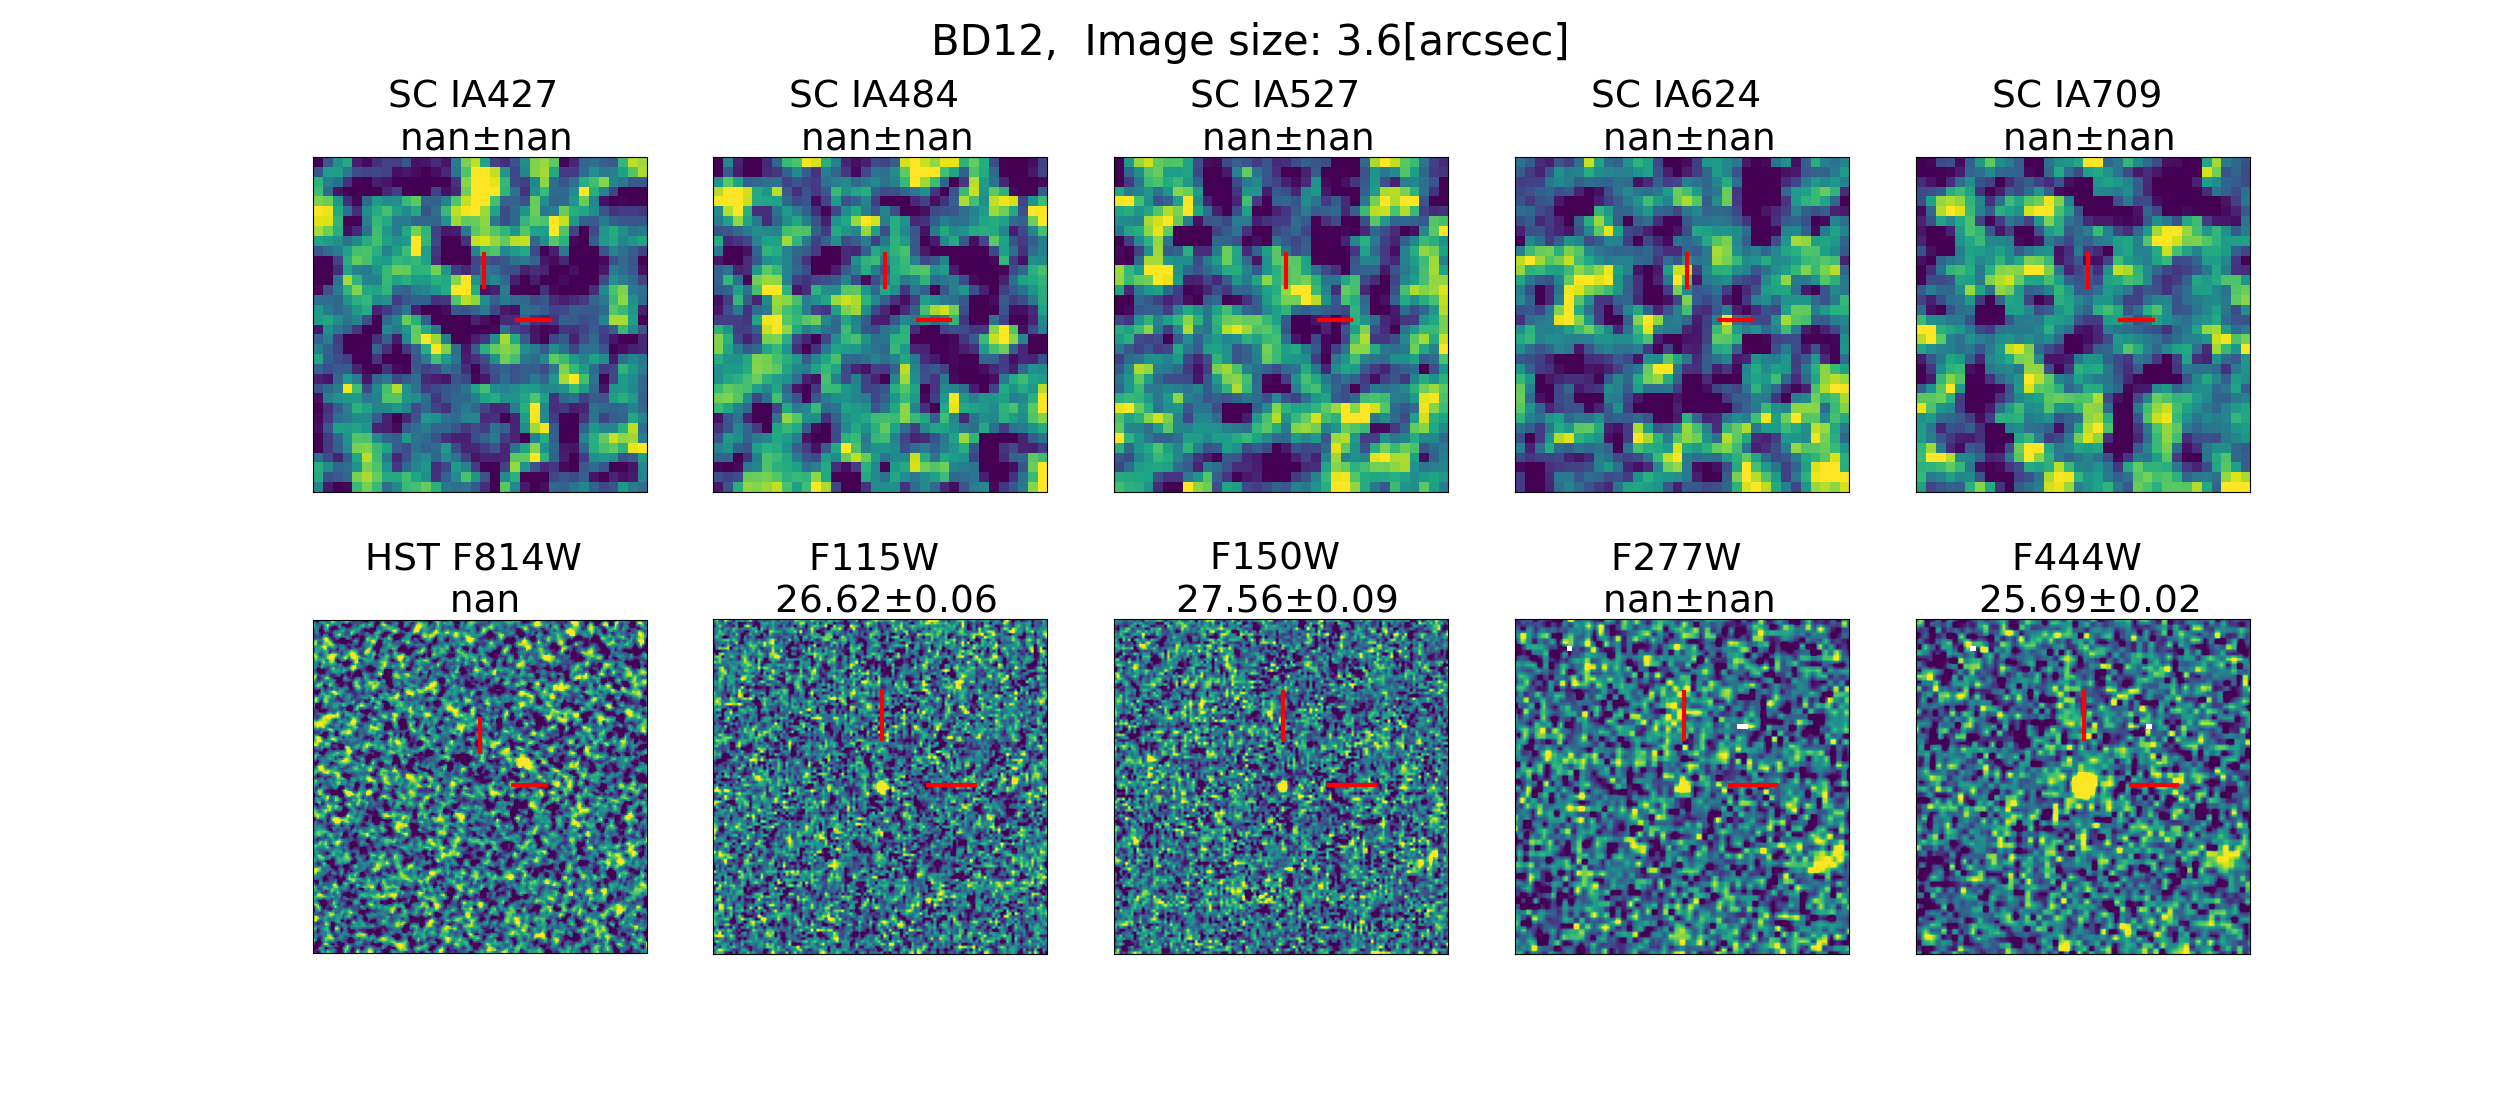 BD12,  Image size: 3.6[arcsec]
SC IA427
nan±nan
SC IA484
nan±nan
SC IA527
nan±nan
SC IA624
nan±nan
SC IA709
nan±nan
HST F814W
nan
F115W
26.62±0.06
F150W
27.56±0.09
F277W
nan±nan
F444W
25.69±0.02